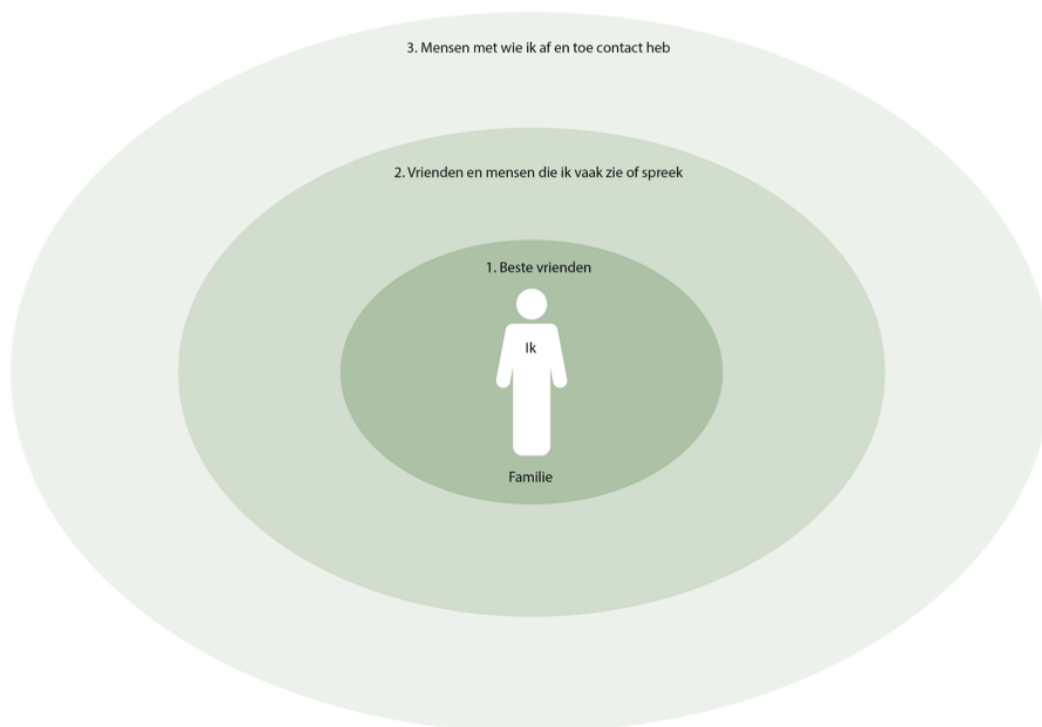 3. Mensen met wie ik af en toe contact heb
2. Vrienden en mensen die ik vaak zie of spreek
1. Beste vrienden
Ik
Familie